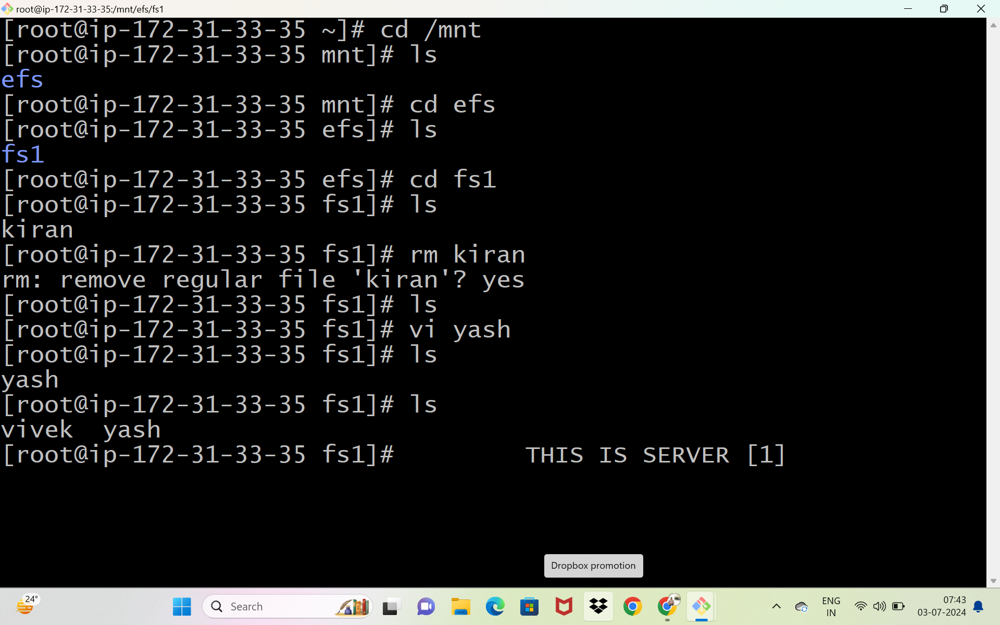 root@ip-172-31-33-35:/mnt/efs/fs1
[root@ip-172-31-33-35 ~]# cd /mnt
[root@ip-172-31-33-35 mnt]# ls
efs
[root@ip-172-31-33-35 mnt]# cd efs
[root@ip-172-31-33-35 efs]# ls
fs1
[root@ip-172-31-33-35 efs]# cd fs1
[root@ip-172-31-33-35 fs1]# ls
kiran
[root@ip-172-31-33-35 fs1]# rm kiran
rm: remove regular file 'kiran'? yes
[root@ip-172-31-33-35 fs1]# ls
[root@ip-172-31-33-35 fs1]# vi yash
[root@ip-172-31-33-35 fs1]# ls
yash
[root@ip-172-31-33-35 fs1]# ls
vivek  yash
[root@ip-172-31-33-35 fs1]#         THIS IS SERVER [1]
Dropbox promotion
24°
Search
ENG
IN
07:43
03-07-2024